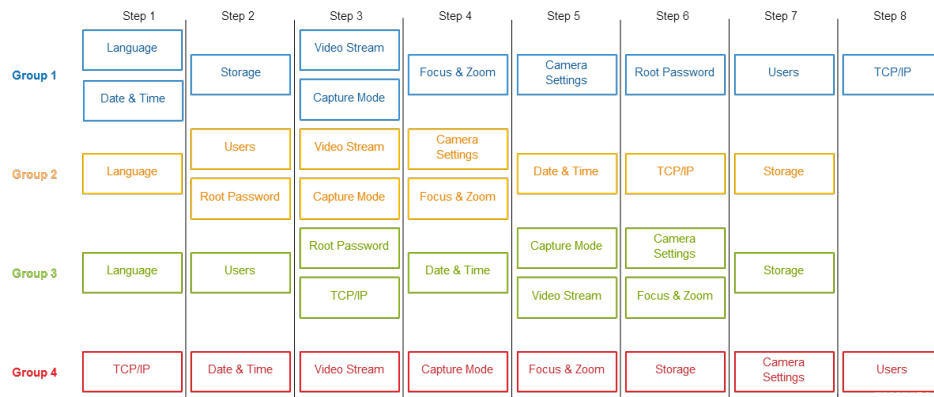 Step 1 Step 2 Step 3 Step 4 Step 5 Step 6 Step 7 Step 8
Group 1
Language
Date & Time
Storage
Video Stream
Capture Mode
Focus & Zoom
Camera
Settings
Root Password
Users
TCP/IP
Group 2
Language
Users
Root Password
Video Stream
Capture Mode
Camera
Settings
Focus & Zoom
Date & Time
TCP/IP
Storage
Group 3
Language
Users
Root Password
TCP/IP
Date & Time
Capture Mode
Video Stream
Camera
Settings
Focus & Zoom
Storage
Group 4
TCP/IP
Date & Time
Video Stream
Capture Mode
Focus & Zoom
Storage
Camera
Settings
Users